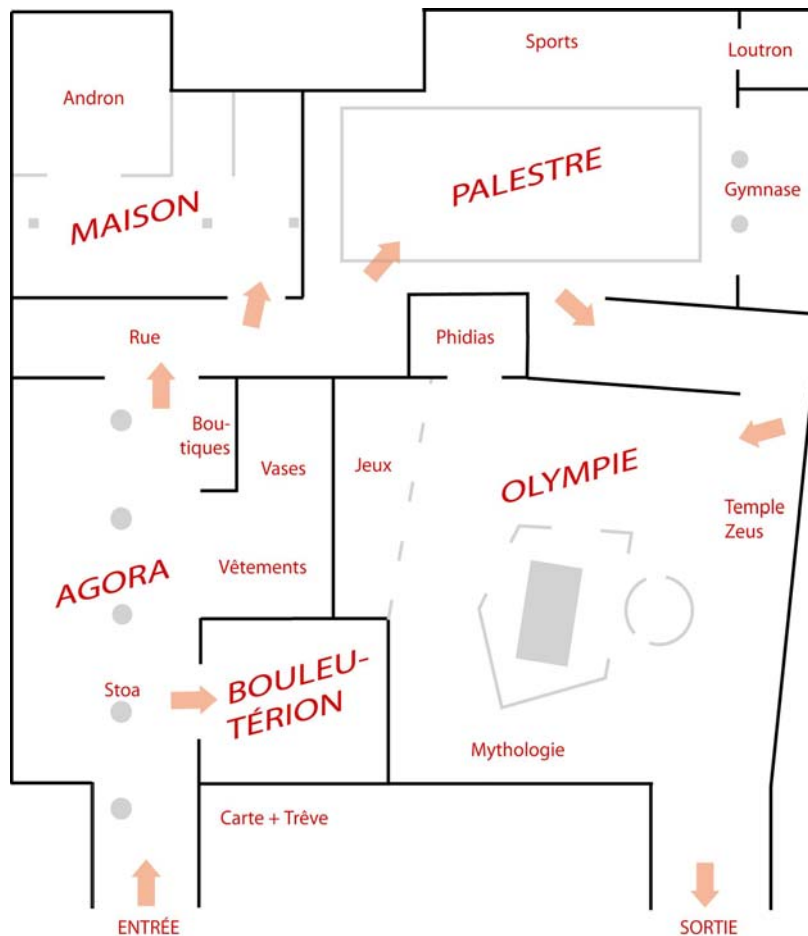 Sports
Loutron
Andron
PALESTRE
Gymnase
MAISON
Rue
Phidias
Bou-
tiques
Vases
Jeux
OLYMPIE
Temple
Zeus
Vêtements
AGORA
Stoa
BOULEU-
TÉRION
Mythologie
Carte + Trêve
ENTRÉE
SORTIE